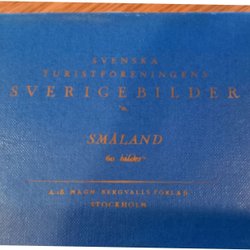 SVENSKA
TURISTFÖRENINGENS
SVERIGEBILDER
SMÅLAND
60 bilder
A.-B. MAGN. BERGVALLS FÖRLAG
STOCKHOLM